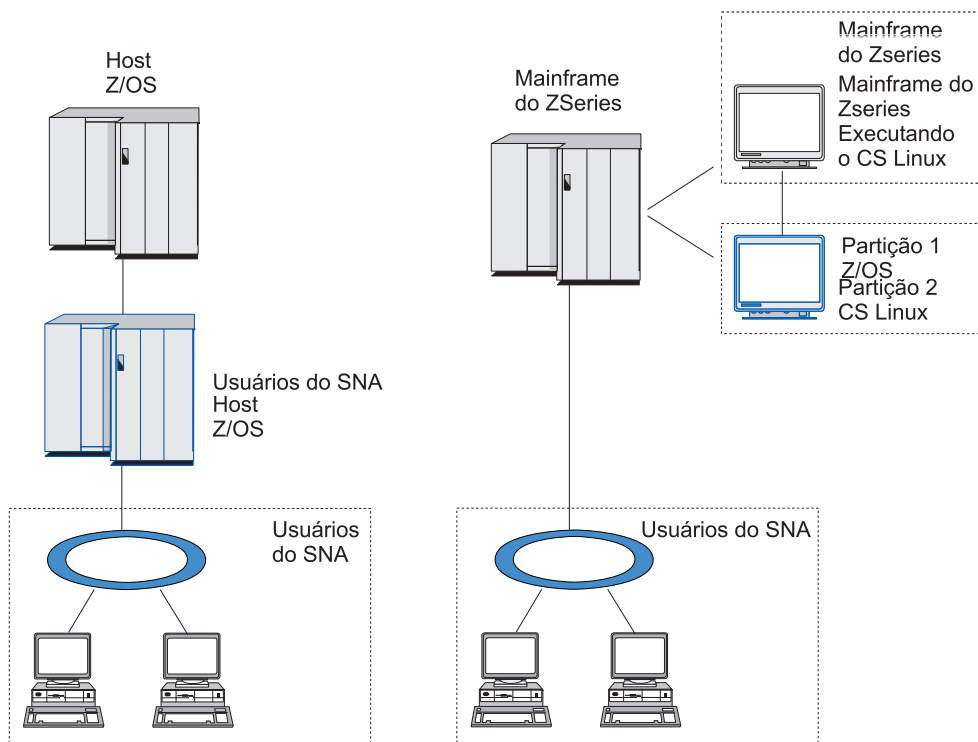 Host
Z/OS
Usuários do SNA
Host
Z/OS
Usuários
do SNA
Mainframe
do ZSeries
Mainframe
do Zseries
Mainframe do
Zseries
Executando
o CS Linux
Partição 1
Z/OS
Partição 2
CS Linux
Usuários do SNA